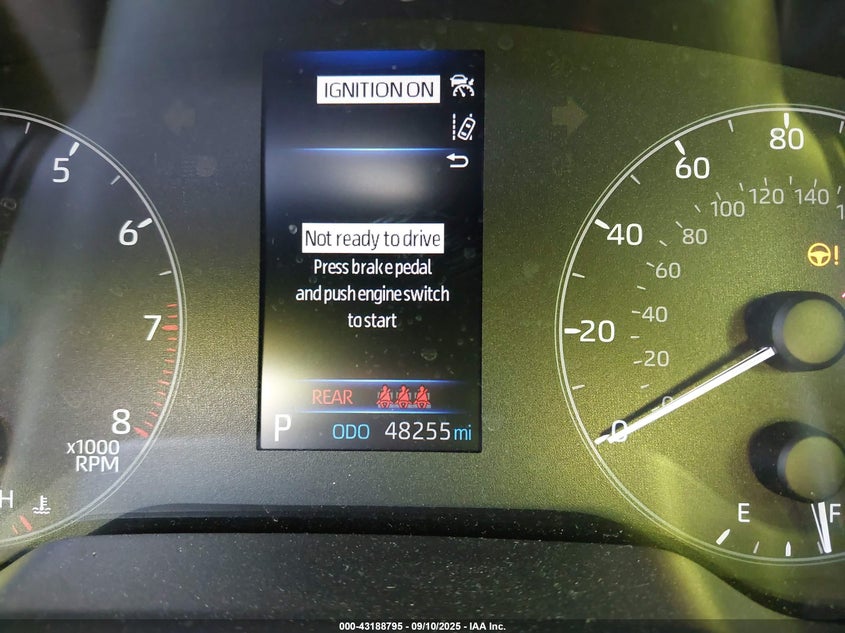 IGNITION ON
Not ready to drive
Press brake pedal
and push engine switch
to start
REAR
P
ODO 48255 mi
5
6
7
8
x1000
RPM
H
0
20
40
60
80
0
20
40
60
80
100
120
140
E
F
000-43188795 - 09/10/2025 - IAA Inc.